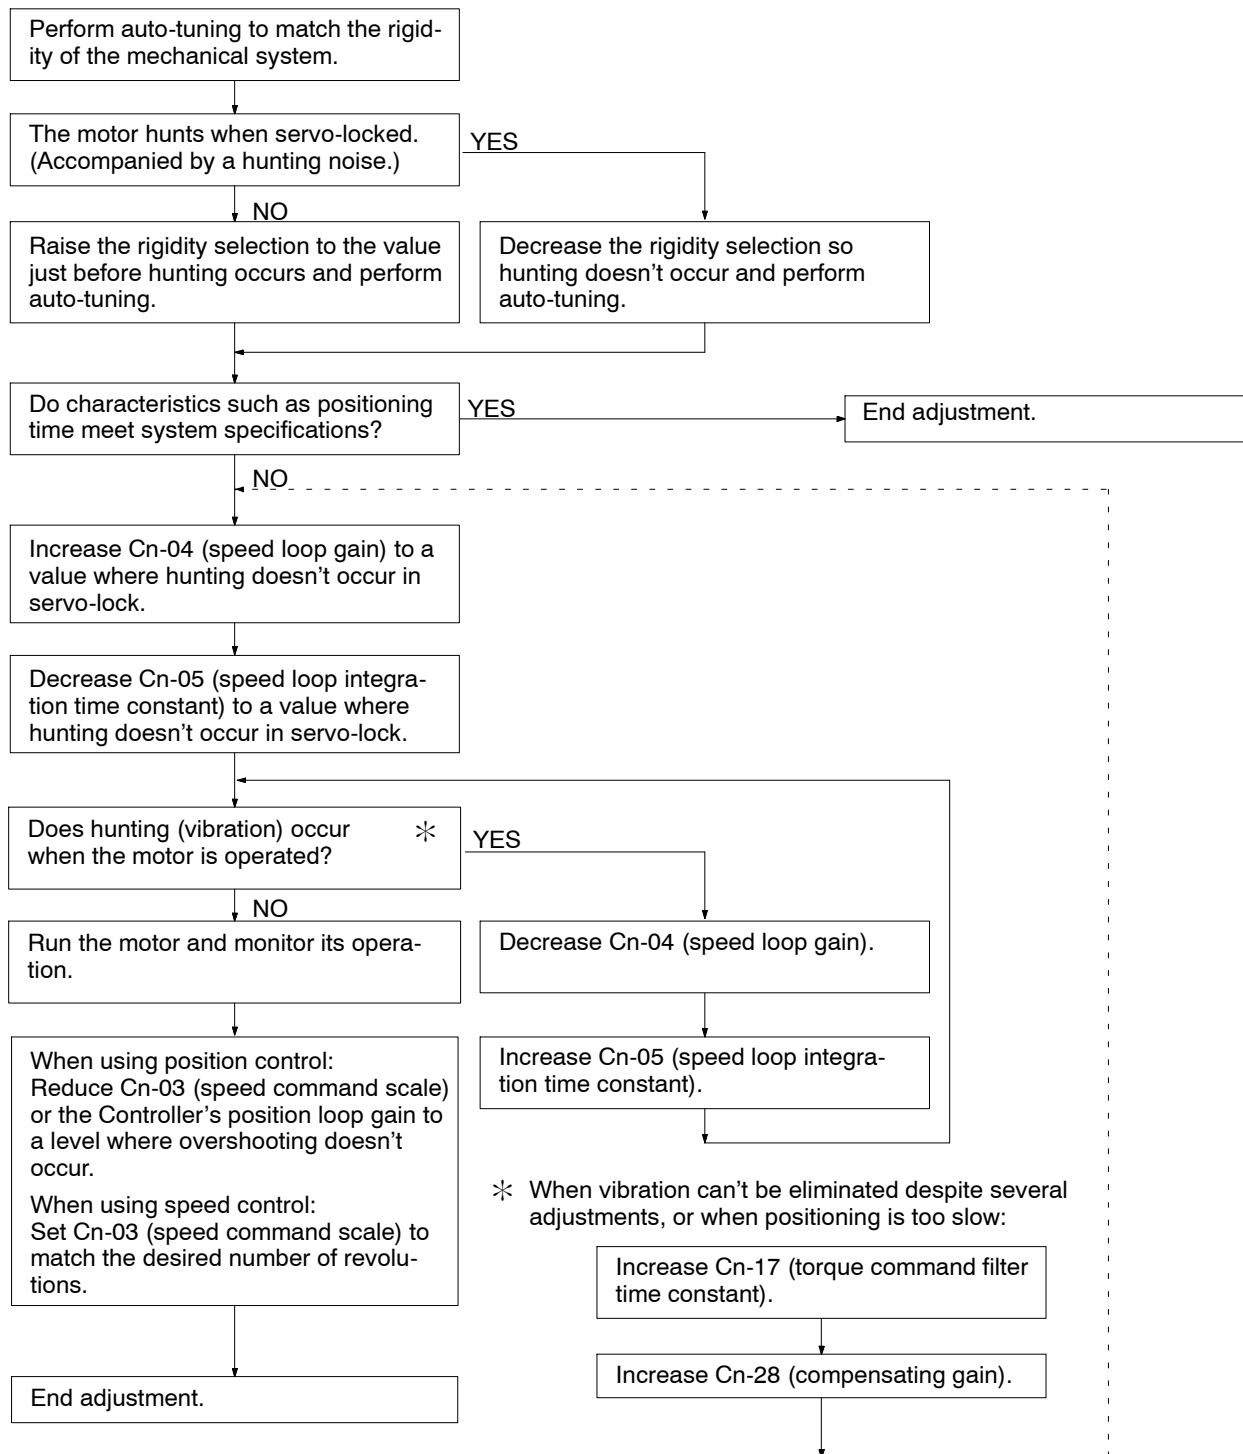 Perform auto-tuning to match the rigid-
ity of the mechanical system.
The motor hunts when servo-locked.
(Accompanied by a hunting noise.)
YES
NO
Raise the rigidity selection to the value
just before hunting occurs and perform
auto-tuning.
Decrease the rigidity selection so
hunting doesn't occur and perform
auto-tuning.
Do characteristics such as positioning
time meet system specifications?
YES
End adjustment.
NO
Increase Cn-04 (speed loop gain) to a
value where hunting doesn't occur in
servo-lock.
Decrease Cn-05 (speed loop integra-
tion time constant) to a value where
hunting doesn't occur in servo-lock.
Does hunting (vibration) occur *
when the motor is operated?
YES
NO
Run the motor and monitor its opera-
tion.
Decrease Cn-04 (speed loop gain).
Increase Cn-05 (speed loop integra-
tion time constant).
When using position control:
Reduce Cn-03 (speed command scale)
or the Controller's position loop gain to
a level where overshooting doesn't
occur.
When using speed control:
Set Cn-03 (speed command scale) to
match the desired number of revolu-
tions.
* When vibration can't be eliminated despite several
adjustments, or when positioning is too slow:
Increase Cn-17 (torque command filter
time constant).
Increase Cn-28 (compensating gain).
End adjustment.